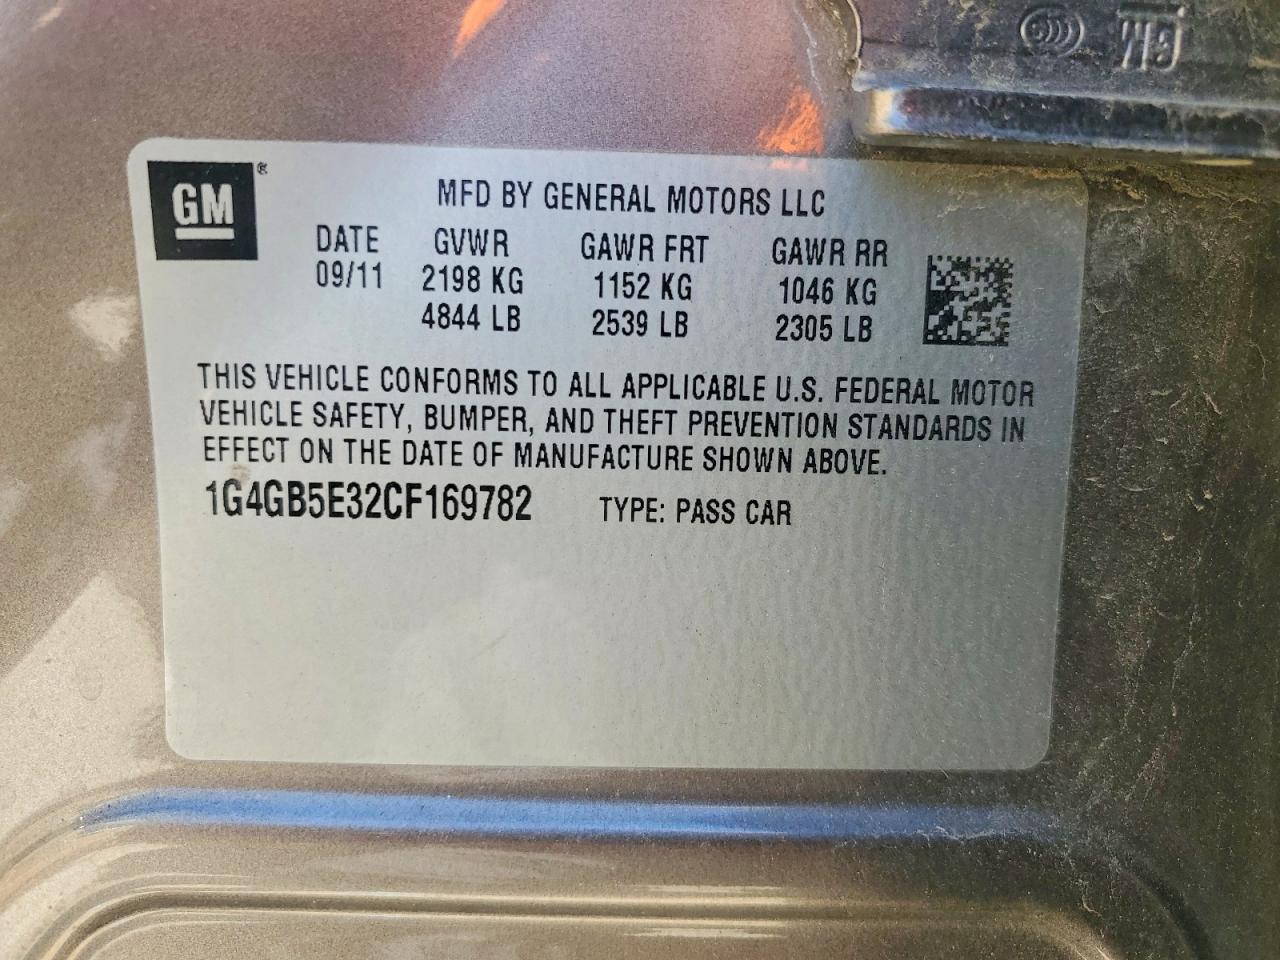 GM®
MFD BY GENERAL MOTORS LLC
DATE GVWR GAWR FRT GAWR RR
09/11 2198 KG 1152 KG 1046 KG
4844 LB 2539 LB 2305 LB
THIS VEHICLE CONFORMS TO ALL APPLICABLE U.S. FEDERAL MOTOR
VEHICLE SAFETY, BUMPER, AND THEFT PREVENTION STANDARDS IN
EFFECT ON THE DATE OF MANUFACTURE SHOWN ABOVE.
1G4GB5E32CF169782 TYPE: PASS CAR